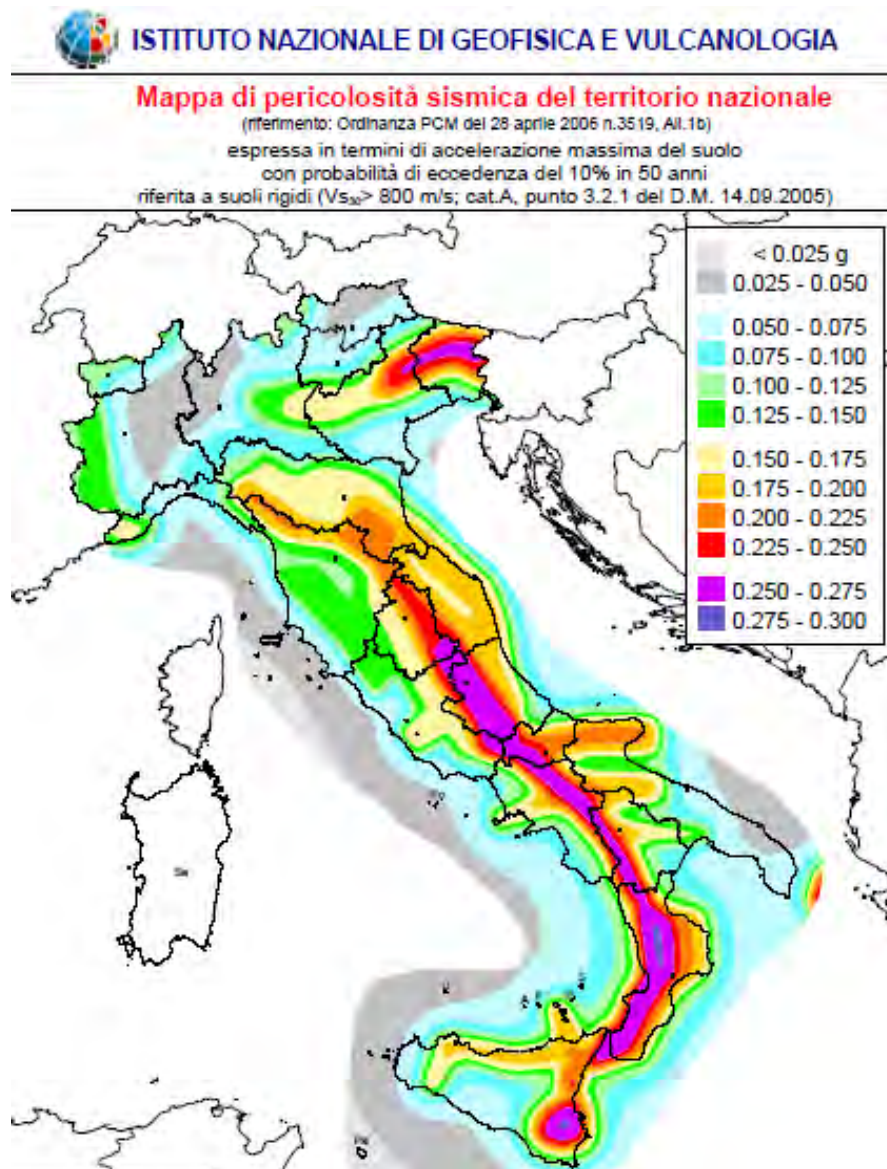 ISTITUTO NAZIONALE DI GEOFISICA E VULCANOLOGIA
Mappa di pericolosità sismica del territorio nazionale
(riferimento: Ordinanza PCM del 28 aprile 2006 n.3519, All.1b)
espressa in termini di accelerazione massima del suolo
con probabilità di eccedenza del 10% in 50 anni
riferita a suoli rigidi (Vs₃₀> 800 m/s; cat.A, punto 3.2.1 del D.M. 14.09.2005)
< 0.025 g
0.025 - 0.050
0.050 - 0.075
0.075 - 0.100
0.100 - 0.125
0.125 - 0.150
0.150 - 0.175
0.175 - 0.200
0.200 - 0.225
0.225 - 0.250
0.250 - 0.275
0.275 - 0.300